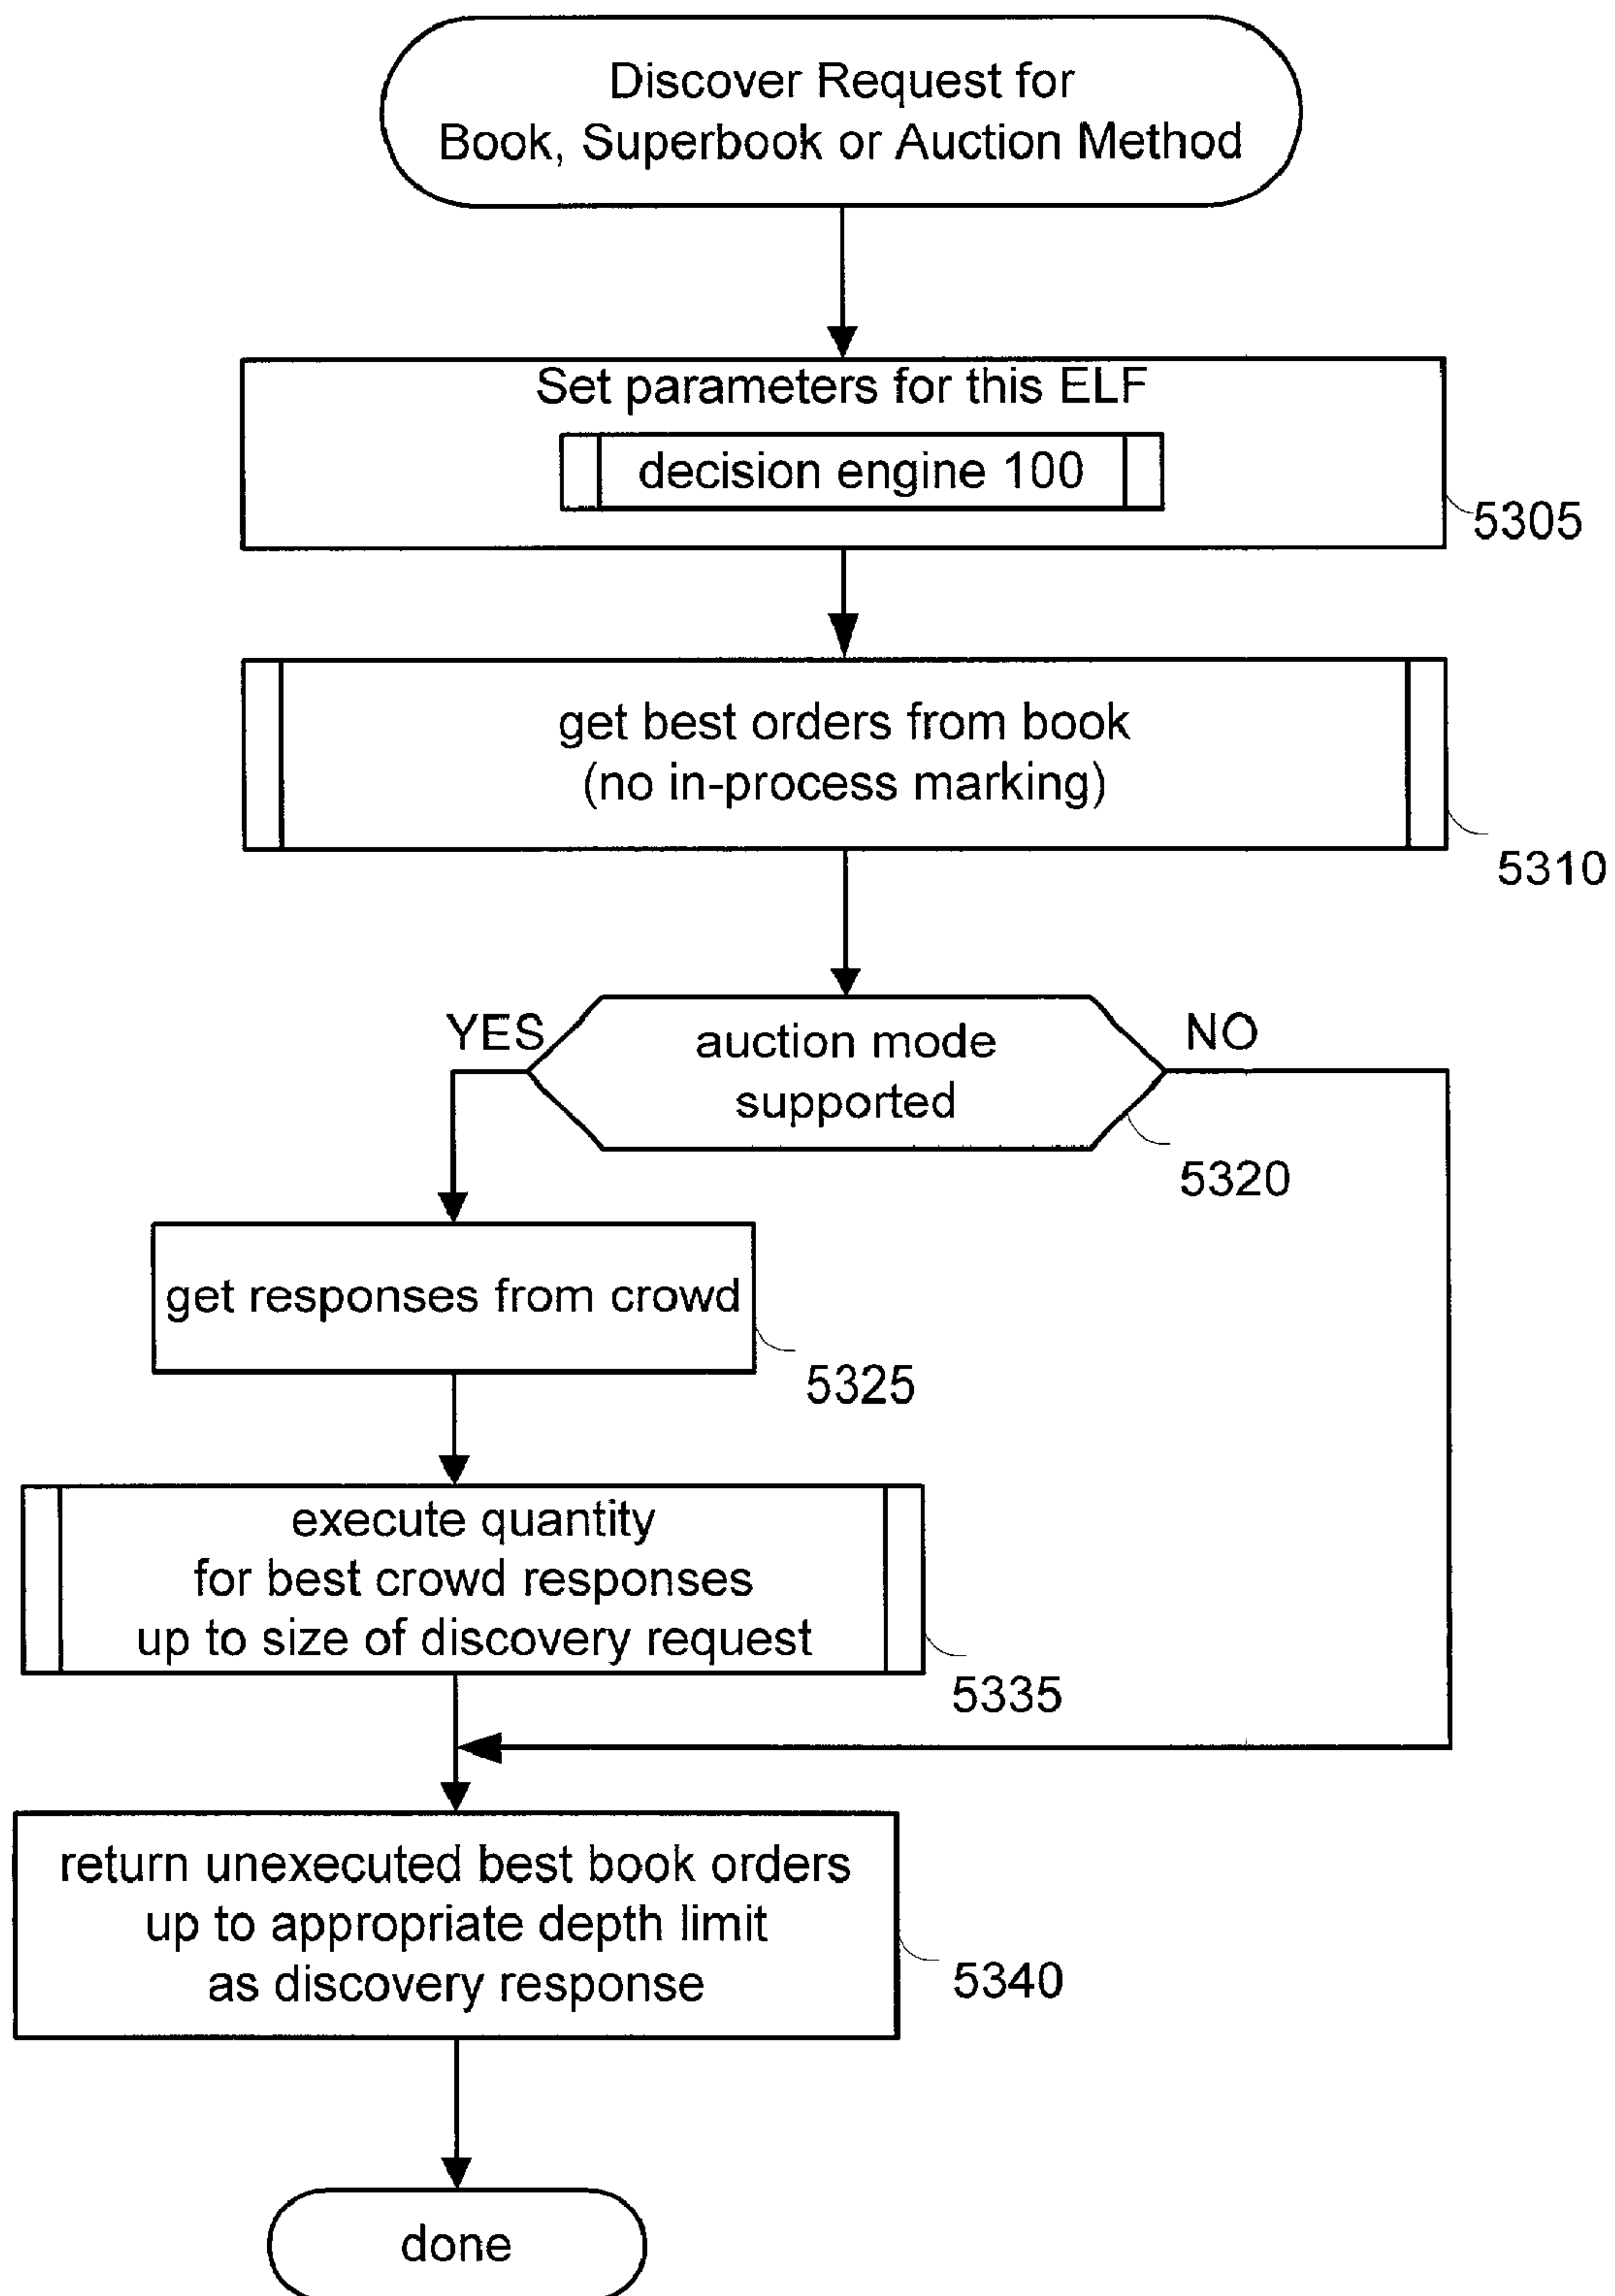 Discover Request for
Book, Superbook or Auction Method
Set parameters for this ELF
decision engine 100
5305
get best orders from book
(no in-process marking)
5310
YES
auction mode
supported
NO
5320
get responses from crowd
5325
execute quantity
for best crowd responses
up to size of discovery request
5335
return unexecuted best book orders
up to appropriate depth limit
as discovery response
5340
done